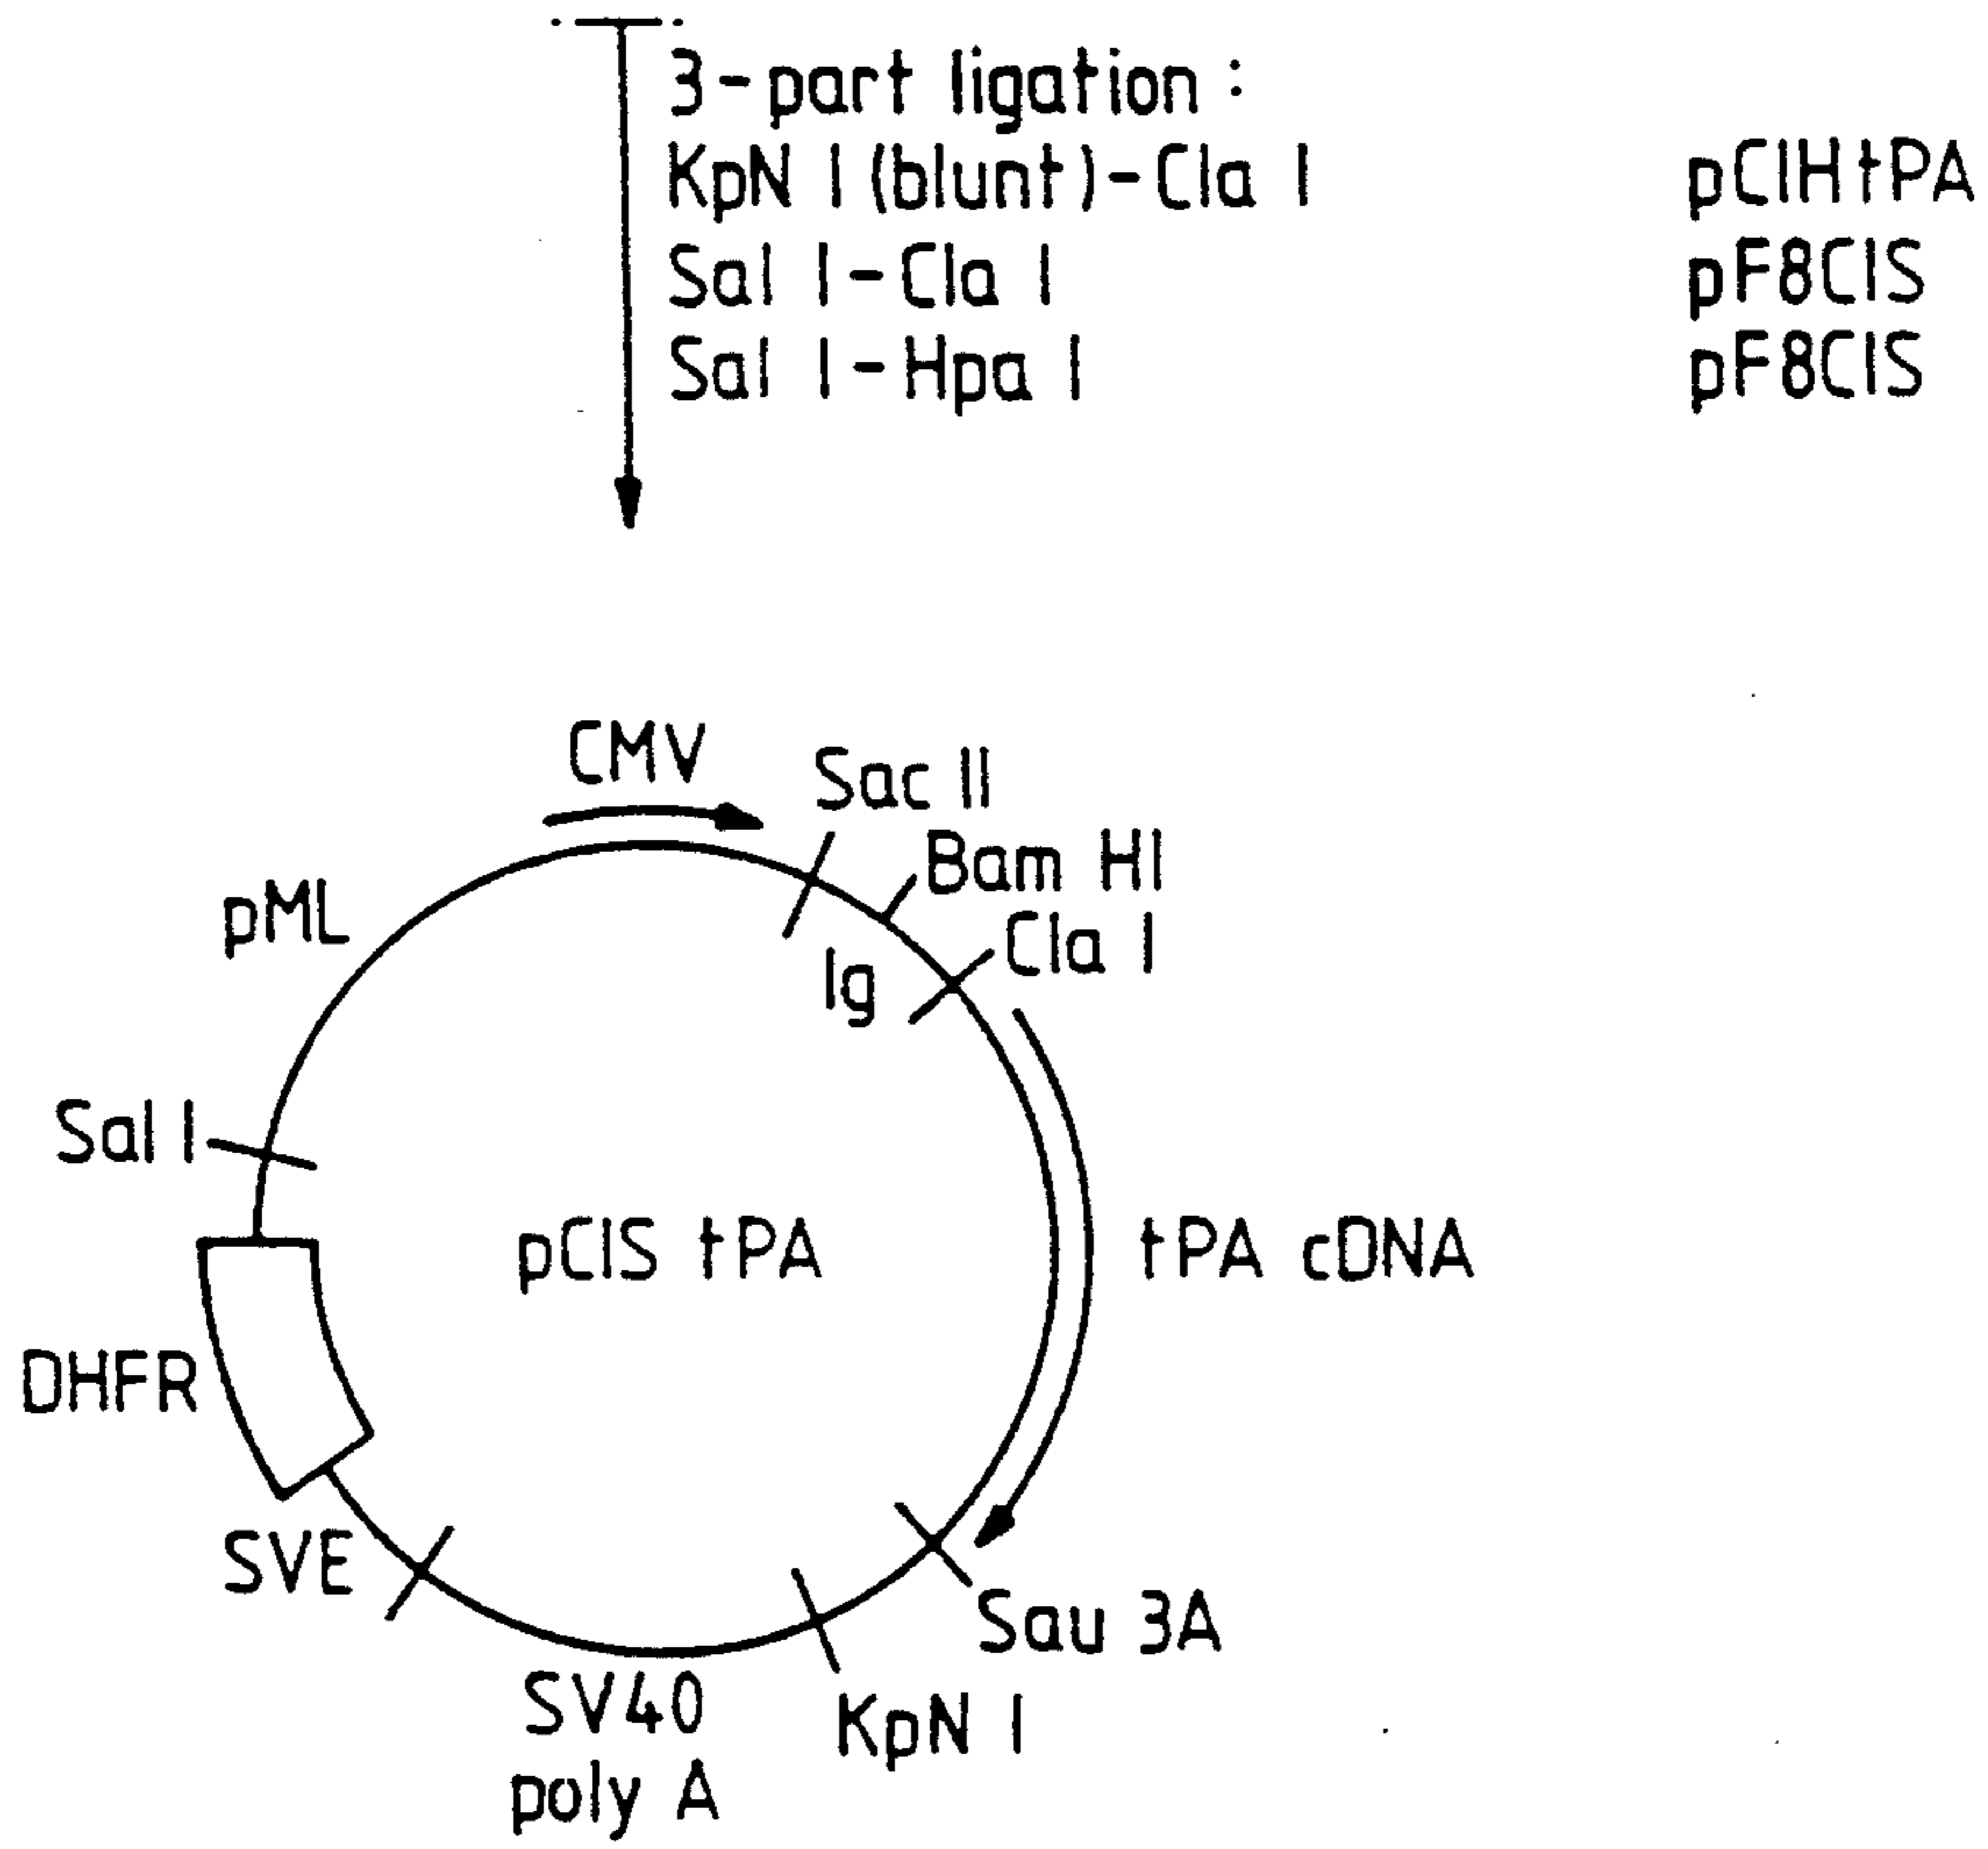 3-part ligation :
KpN I (blunt)-Cla I pClHtPA
Sal I-Cla I pF8CIS
Sal I-Hpa I pF8CIS
CMV
Sac II
Bam HI
pML
Cla I
Ig
Sal I
pCIS tPA
tPA cDNA
DHFR
SVE
Sau 3A
SV40
KpN I
poly A